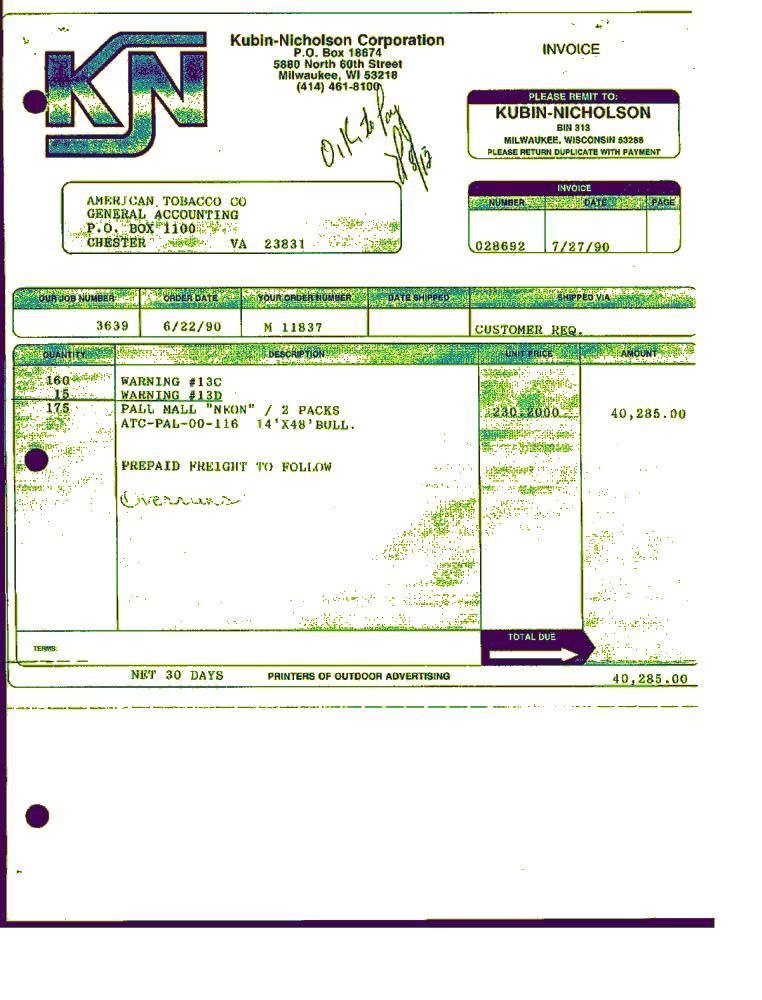 KN
Kubin-Nicholson Corporation
P.O. Box 18674
5880 North 60th Street
Milwaukee, WI 53218
(414) 461-8100
INVOICE
PLEASE REMIT TO:
KUBIN-NICHOLSON
BIN 313
MILWAUKEE, WISCONSIN 53288
PLEASE RETURN DUPLICATE WITH PAYMENT
O.K. to Pay
AMERICAN TOBACCO CO
GENERAL ACCOUNTING
P.O. BOX 1100
CHESTER VA 23831
INVOICE
NUMBER DATE PAGE
028692 7/27/90
OUR JOB NUMBER ORDER DATE YOUR ORDER NUMBER DATE SHIPPED SHIPPED VIA
3639 6/22/90 M 11837 CUSTOMER REQ.
QUANTITY DESCRIPTION UNIT PRICE AMOUNT
160 WARNING #13C
15 WARNING #13D
175 PALL MALL "NEON" / 2 PACKS 230.2000 40,285.00
ATC-PAL-00-116 14'X48'BULL.
PREPAID FREIGHT TO FOLLOW
Overruns
TOTAL DUE
TERMS:
NET 30 DAYS PRINTERS OF OUTDOOR ADVERTISING 40,285.00